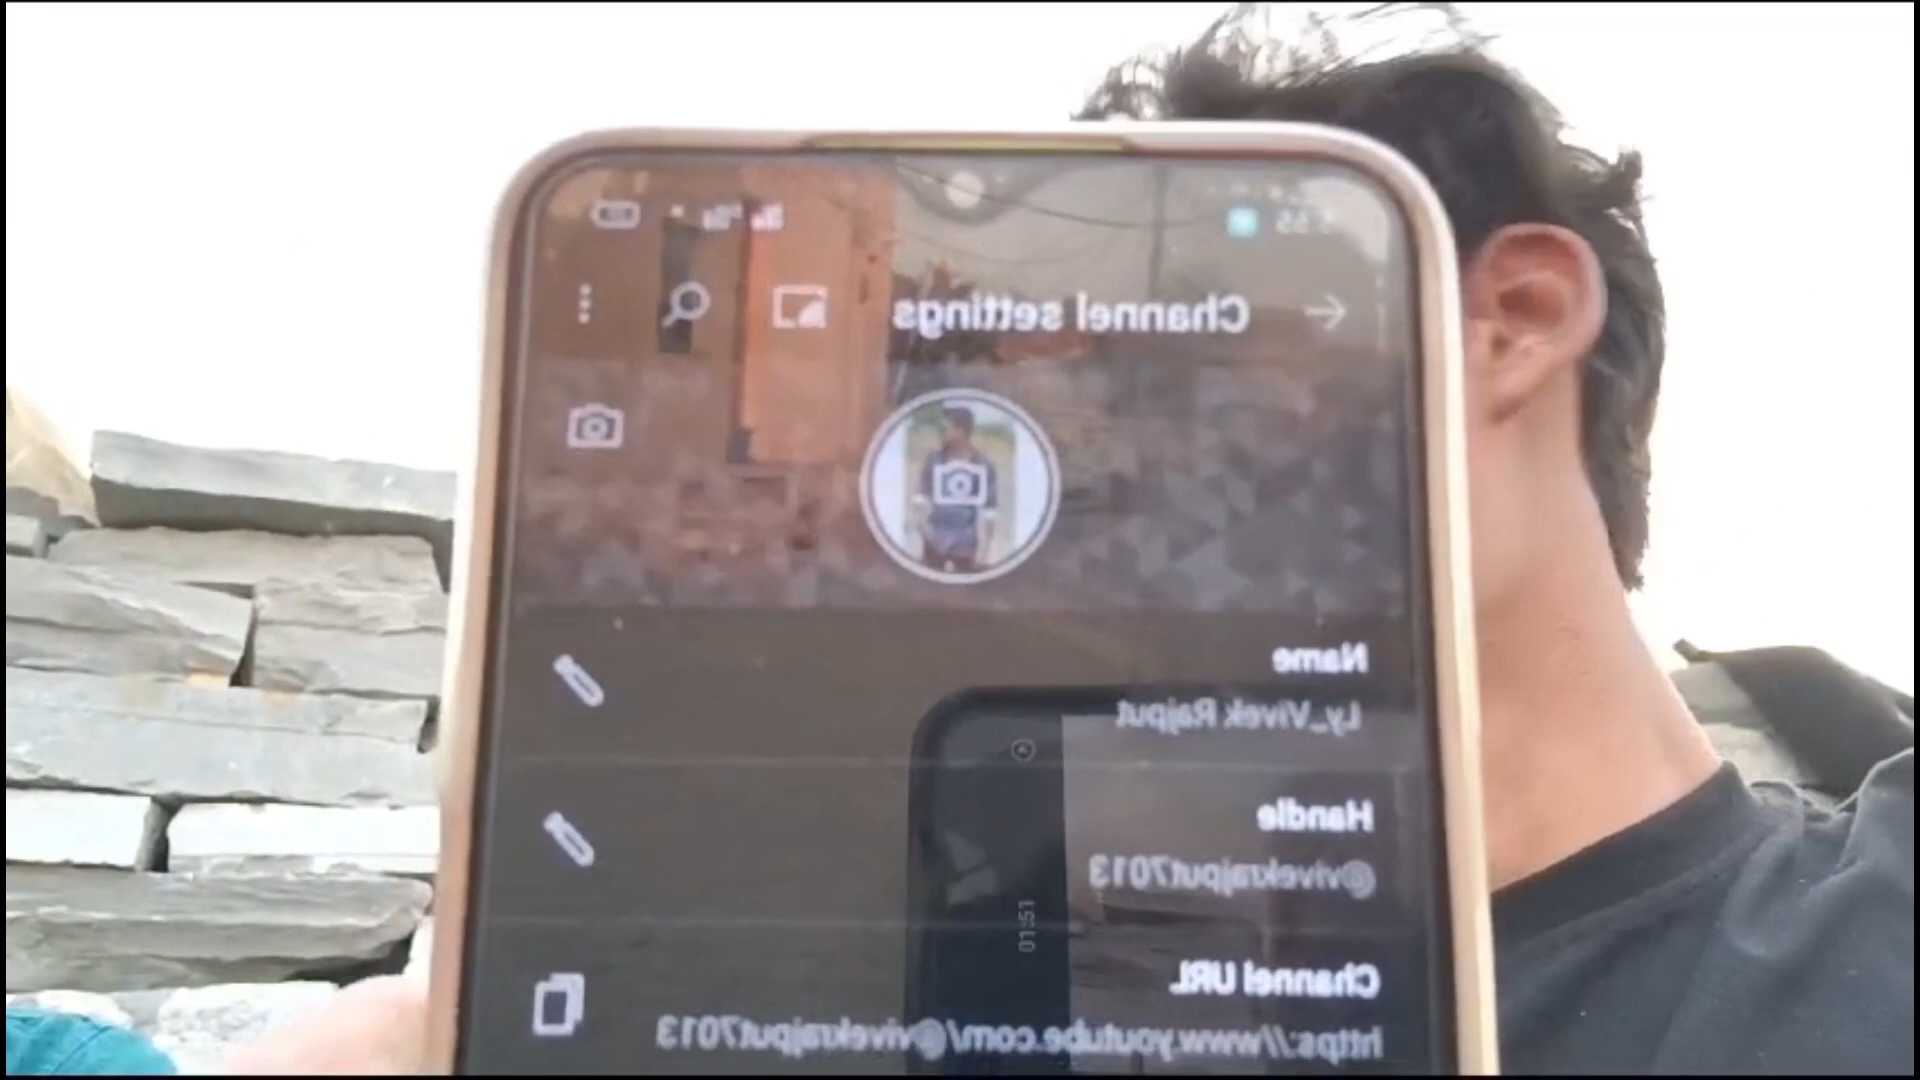 Channel settings
Name
Ly_Vivek Rajput
Handle
@vivekrajput7013
01:51
Channel URL
https://www.youtube.com/@vivekrajput7013